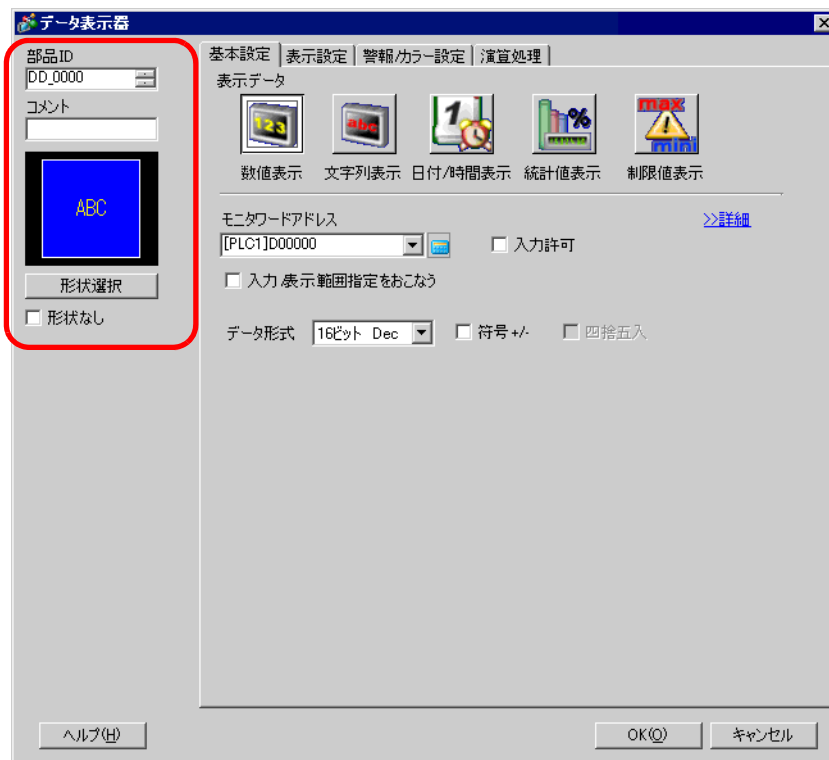 データ表示器
部品ID
DD_0000
コメント
ABC
形状選択
形状なし
基本設定 表示設定 警報/カラー設定 演算処理
表示データ
123 abc 1 % max mini
数値表示 文字列表示 日付/時間表示 統計値表示 制限値表示
モニタワードアドレス
>>詳細
[PLC1]D00000
入力許可
入力/表示範囲指定をおこなう
データ形式 16ビット Dec 符号+/- 四捨五入
ヘルプ(H) OK(O) キャンセル